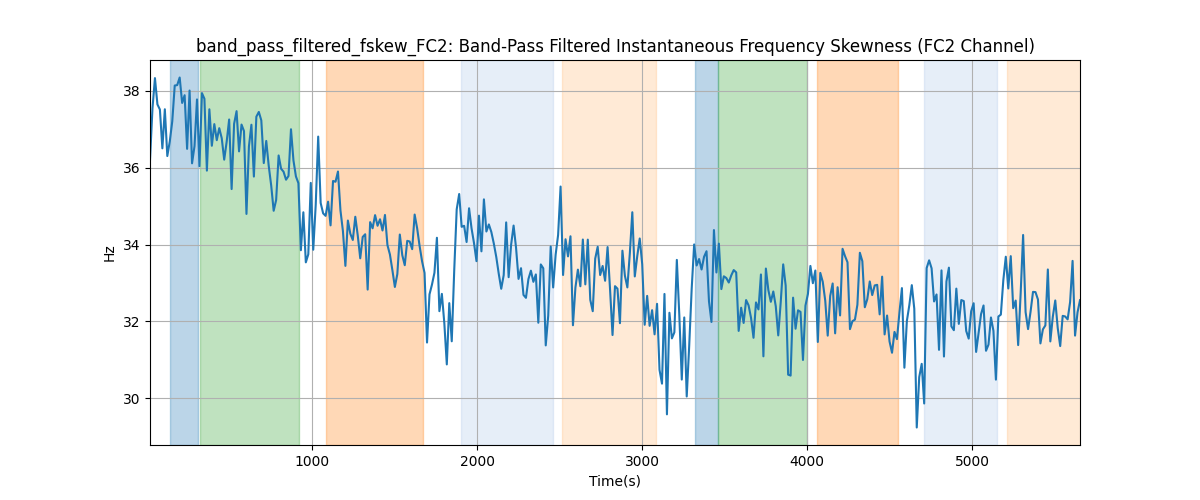 band_pass_filtered_fskew_FC2: Band-Pass Filtered Instantaneous Frequency Skewness (FC2 Channel)
38
36
34
32
30
Hz
1000 2000 3000 4000 5000
Time(s)